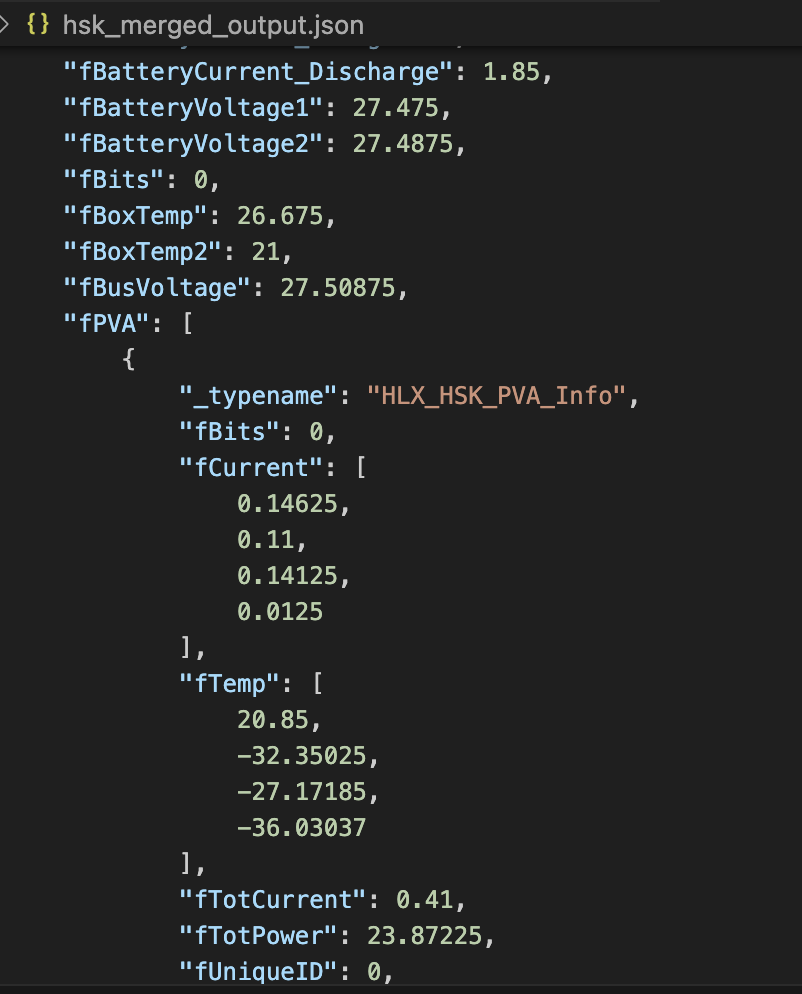 > {} hsk_merged_output.json
"fBatteryCurrent_Discharge": 1.85,
"fBatteryVoltage1": 27.475,
"fBatteryVoltage2": 27.4875,
"fBits": 0,
"fBoxTemp": 26.675,
"fBoxTemp2": 21,
"fBusVoltage": 27.50875,
"fPVA": [
{
"_typename": "HLX_HSK_PVA_Info",
"fBits": 0,
"fCurrent": [
0.14625,
0.11,
0.14125,
0.0125
],
"fTemp": [
20.85,
-32.35025,
-27.17185,
-36.03037
],
"fTotCurrent": 0.41,
"fTotPower": 23.87225,
"fUniqueID": 0,